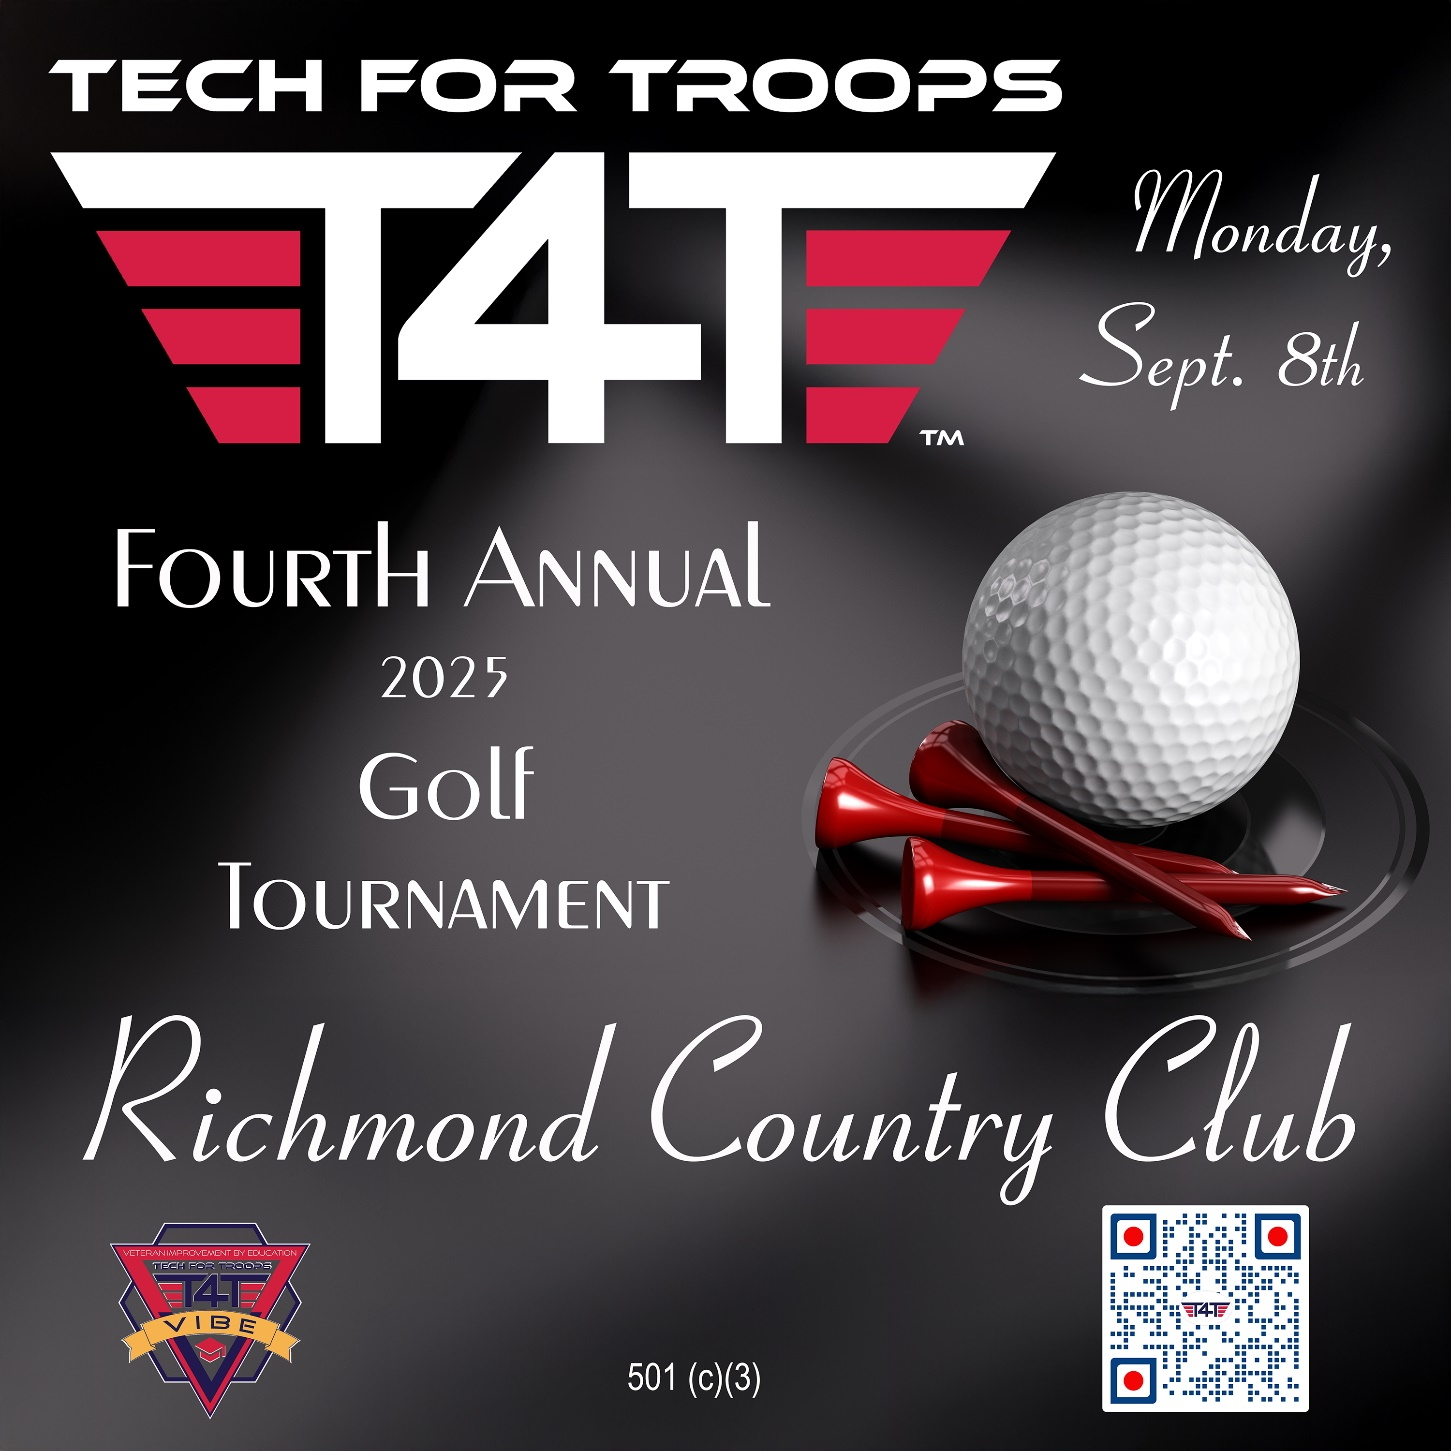 TECH FOR TROOPS
T4T
TM
Monday,
Sept. 8th
Fourth Annual
2025
Golf
Tournament
Richmond Country Club
VETERAN IMPROVEMENT BY EDUCATION
TECH FOR TROOPS
T4T
VIBE
501 (c)(3)
T4T